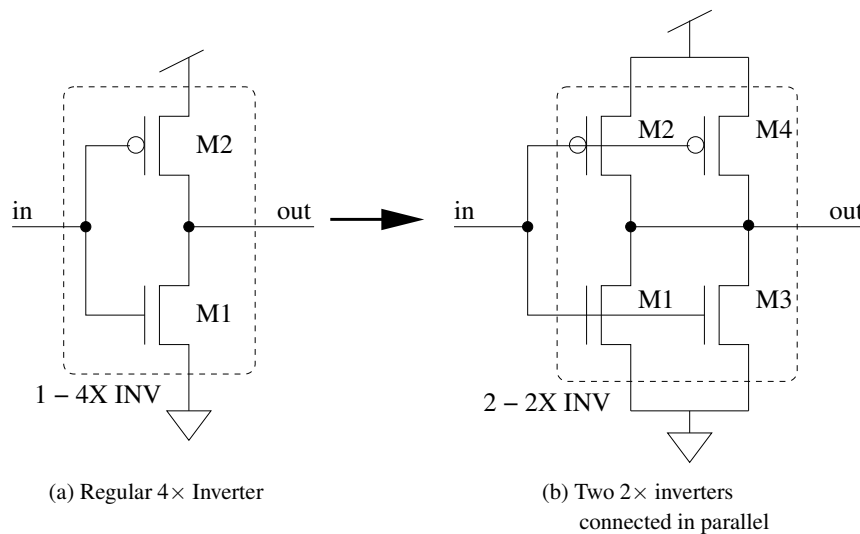 M2
in
out
M1
1 − 4X INV
(a) Regular 4× Inverter
M2
M4
in
out
M1
M3
2 − 2X INV
(b) Two 2× inverters
connected in parallel